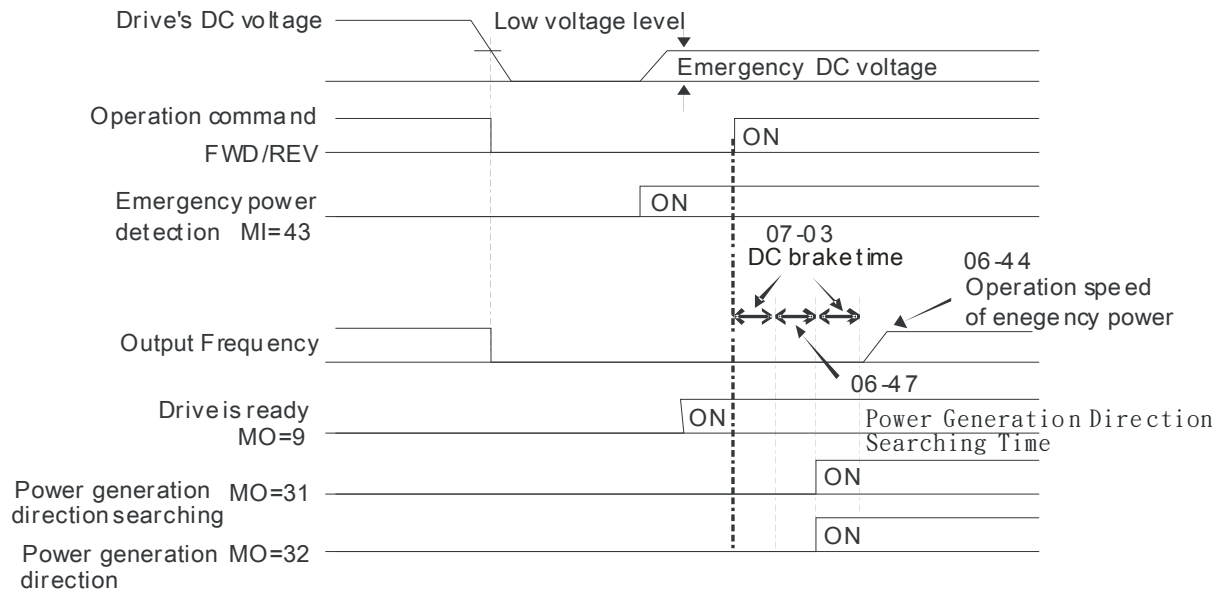 Drive's DC voltage
Low voltage level
Emergency DC voltage
Operation command
FWD/REV
ON
Emergency power
detection MI=43
ON
07-03
DC brake time
06-44
Operation speed
of enegency power
Output Frequency
06-47
Drive is ready
MO=9
ON
Power Generation Direction
Searching Time
Power generation MO=31
direction searching
ON
Power generation MO=32
direction
ON